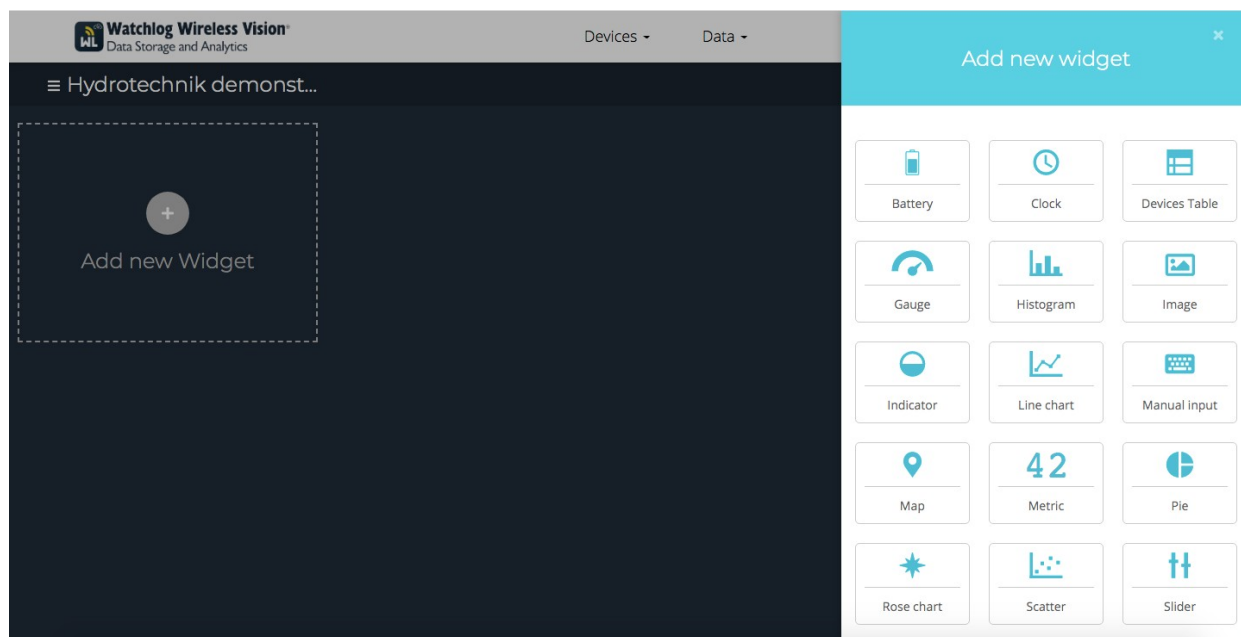 Watchlog Wireless Vision®
WL Data Storage and Analytics
Devices
Data
≡ Hydrotechnik demonst...
+
Add new Widget
×
Add new widget
Battery
Clock
Devices Table
Gauge
Histogram
Image
Indicator
Line chart
Manual input
Map
42
Metric
Pie
Rose chart
Scatter
Slider